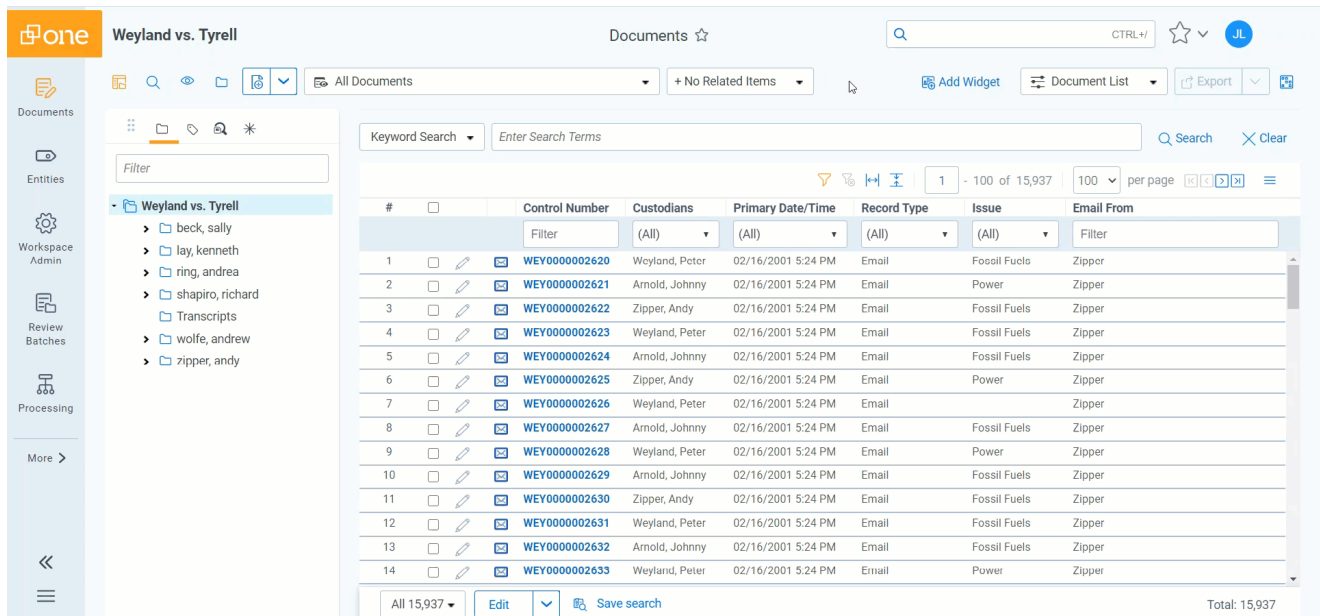 one
Weyland vs. Tyrell
Documents
CTRL+/
JL
All Documents
+ No Related Items
Add Widget
Document List
Export
Documents
Entities
Workspace
Admin
Review
Batches
Processing
More
Filter
Weyland vs. Tyrell
beck, sally
lay, kenneth
ring, andrea
shapiro, richard
Transcripts
wolfe, andrew
zipper, andy
Keyword Search Enter Search Terms Search Clear
1 - 100 of 15,937 100 per page
# Control Number Custodians Primary Date/Time Record Type Issue Email From
Filter (All) (All) (All) (All) Filter
1 WEY0000002620 Weyland, Peter 02/16/2001 5:24 PM Email Fossil Fuels Zipper
2 WEY0000002621 Arnold, Johnny 02/16/2001 5:24 PM Email Power Zipper
3 WEY0000002622 Zipper, Andy 02/16/2001 5:24 PM Email Fossil Fuels Zipper
4 WEY0000002623 Weyland, Peter 02/16/2001 5:24 PM Email Fossil Fuels Zipper
5 WEY0000002624 Arnold, Johnny 02/16/2001 5:24 PM Email Fossil Fuels Zipper
6 WEY0000002625 Zipper, Andy 02/16/2001 5:24 PM Email Power Zipper
7 WEY0000002626 Weyland, Peter 02/16/2001 5:24 PM Email Zipper
8 WEY0000002627 Arnold, Johnny 02/16/2001 5:24 PM Email Fossil Fuels Zipper
9 WEY0000002628 Weyland, Peter 02/16/2001 5:24 PM Email Power Zipper
10 WEY0000002629 Arnold, Johnny 02/16/2001 5:24 PM Email Fossil Fuels Zipper
11 WEY0000002630 Zipper, Andy 02/16/2001 5:24 PM Email Fossil Fuels Zipper
12 WEY0000002631 Weyland, Peter 02/16/2001 5:24 PM Email Fossil Fuels Zipper
13 WEY0000002632 Arnold, Johnny 02/16/2001 5:24 PM Email Fossil Fuels Zipper
14 WEY0000002633 Weyland, Peter 02/16/2001 5:24 PM Email Power Zipper
All 15,937 Edit Save search Total: 15,937